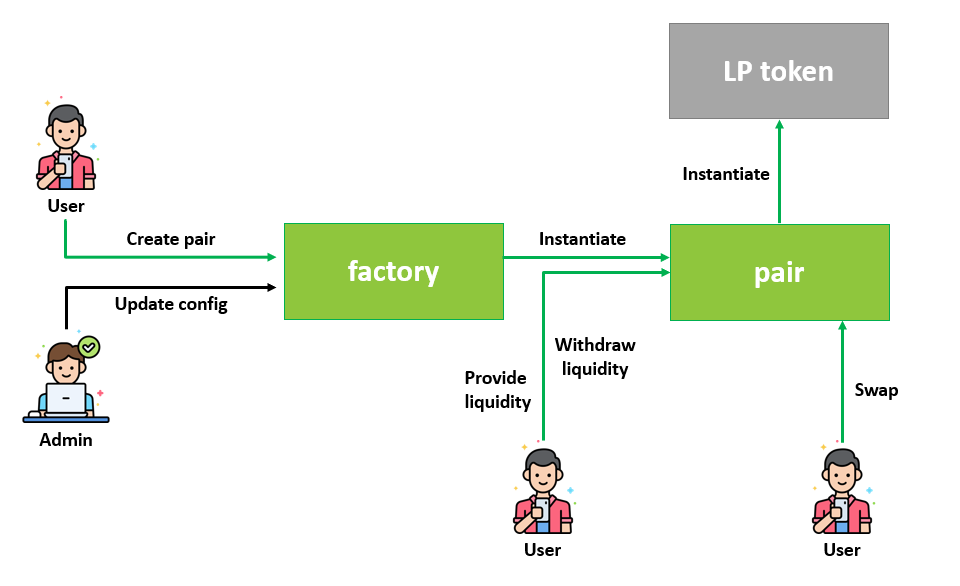 LP token
Instantiate
User
Create pair
factory
Instantiate
pair
Update config
Admin
Provide
liquidity
Withdraw
liquidity
Swap
User
User